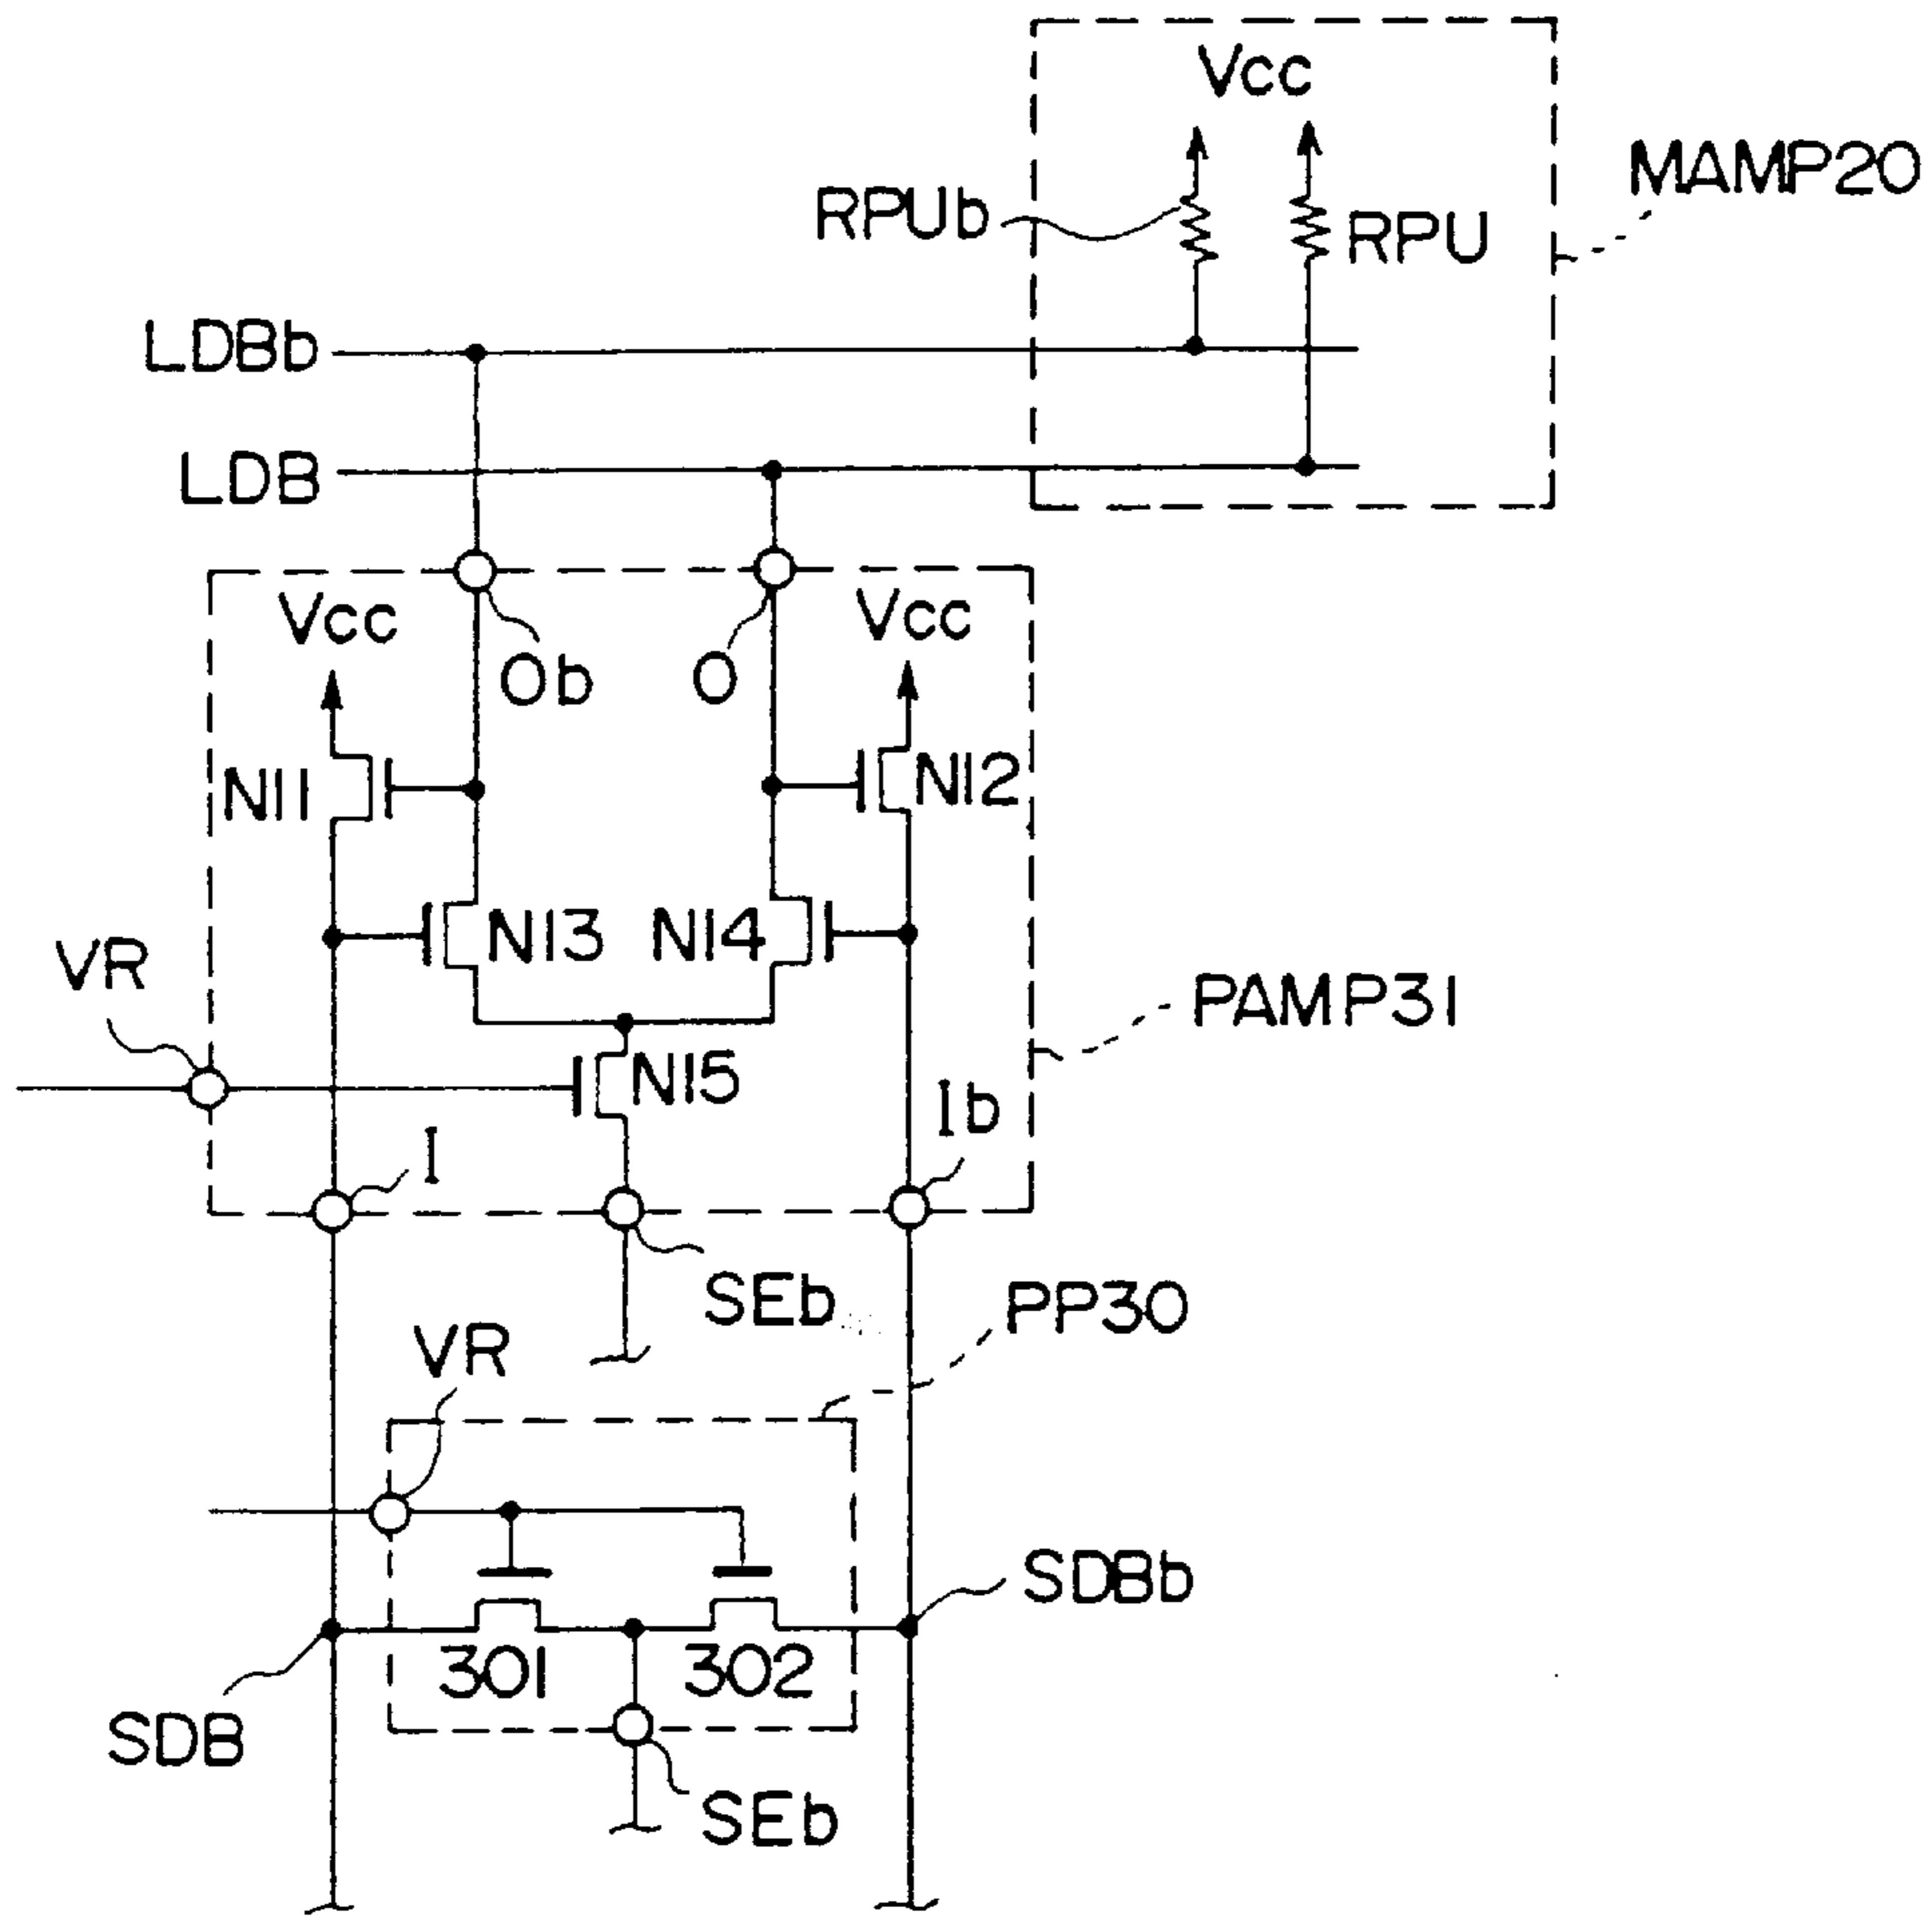 Vcc
MAMP20
RPUb
RPU
LDBb
LDB
Vcc
Vcc
Ob
O
N11
N12
N13
N14
VR
PAMP31
N15
Ib
I
SEb
PP30
VR
SDBb
301
302
SDB
SEb